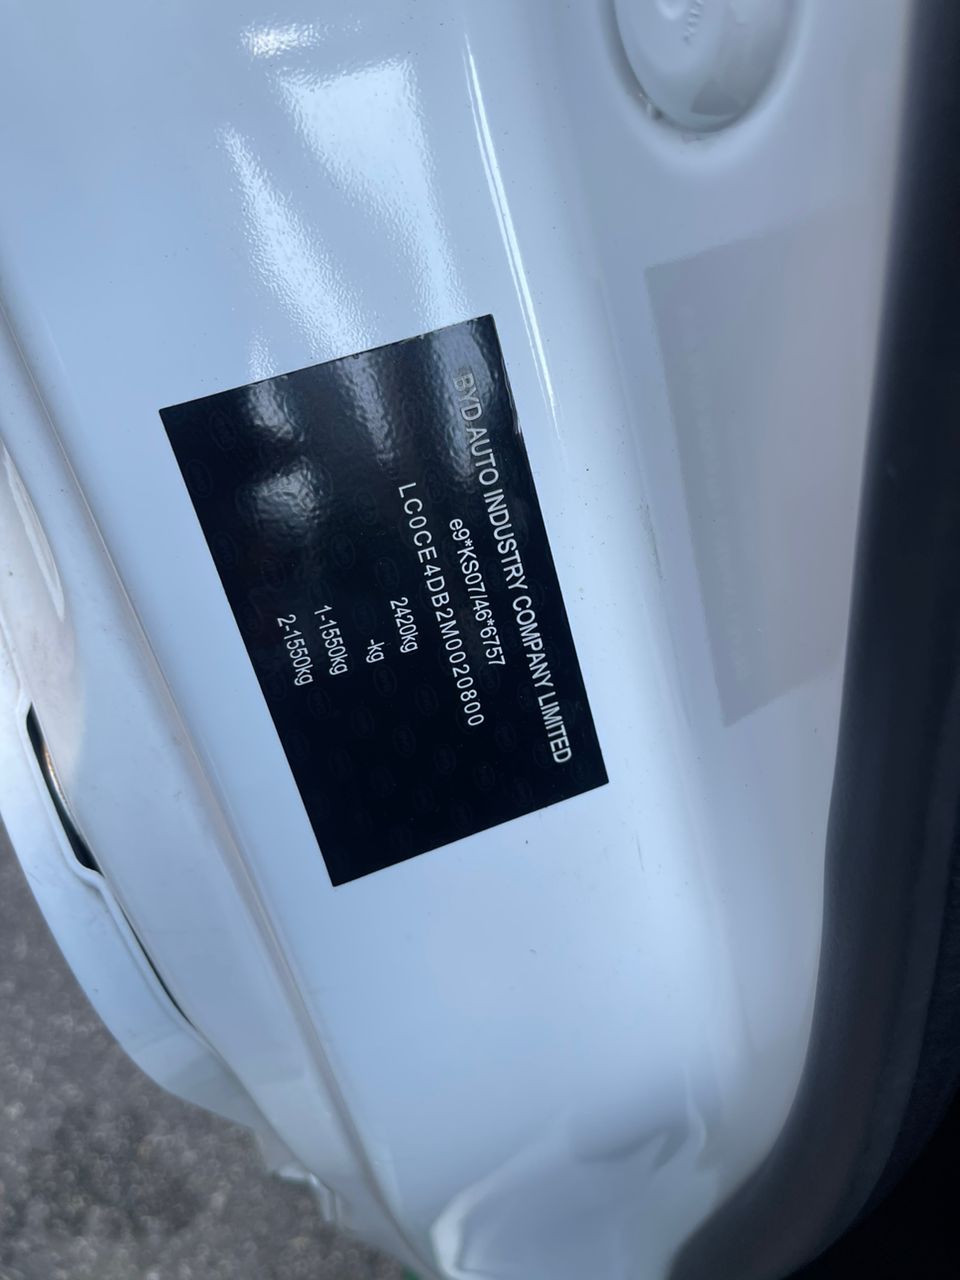 BYD AUTO INDUSTRY COMPANY LIMITED
e9*KS07/46*6757
LC0CE4DB2M0020800
2420kg
-kg
1-1550kg
2-1550kg